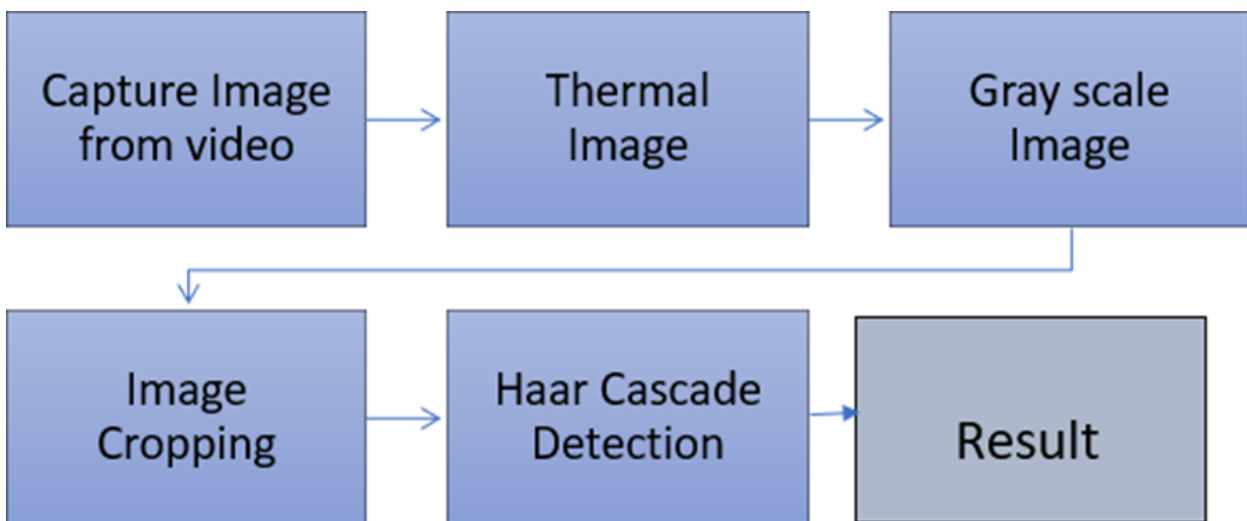 Capture Image
from video
Thermal
Image
Gray scale
Image
Image
Cropping
Haar Cascade
Detection
Result